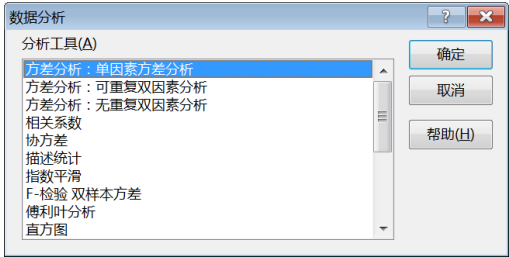 数据分析
分析工具(A)
方差分析：单因素方差分析
方差分析：可重复双因素分析
方差分析：无重复双因素分析
相关系数
协方差
描述统计
指数平滑
F-检验 双样本方差
傅利叶分析
直方图
确定
取消
帮助(H)